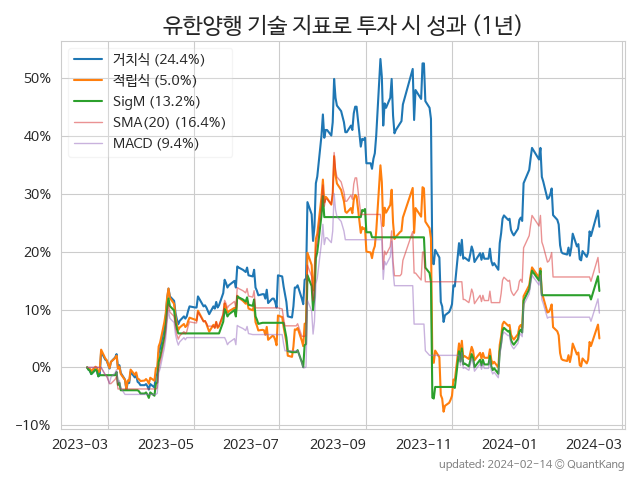 유한양행 기술 지표로 투자 시 성과 (1년)
거치식 (24.4%)
적립식 (5.0%)
SigM (13.2%)
SMA(20) (16.4%)
MACD (9.4%)
50%
40%
30%
20%
10%
0%
−10%
2023-03 2023-05 2023-07 2023-09 2023-11 2024-01 2024-03
updated: 2024-02-14 ⓒ QuantKang